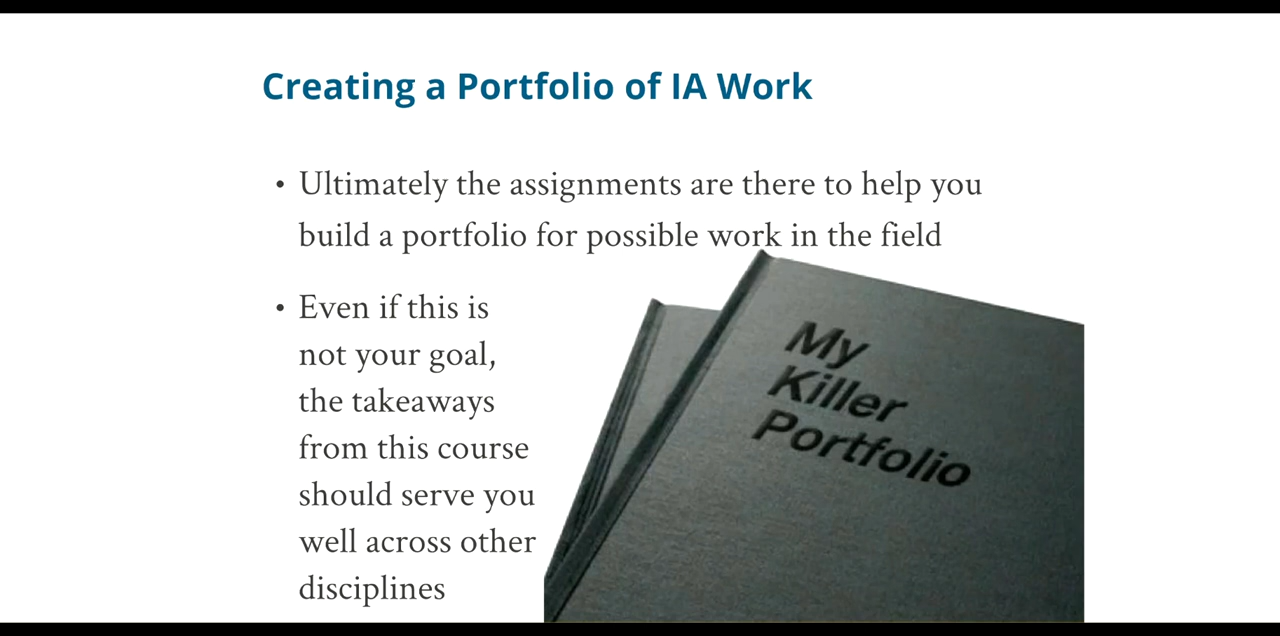 Creating a Portfolio of IA Work
• Ultimately the assignments are there to help you
build a portfolio for possible work in the field
• Even if this is
not your goal,
the takeaways
from this course
should serve you
well across other
disciplines
My
Killer
Portfolio